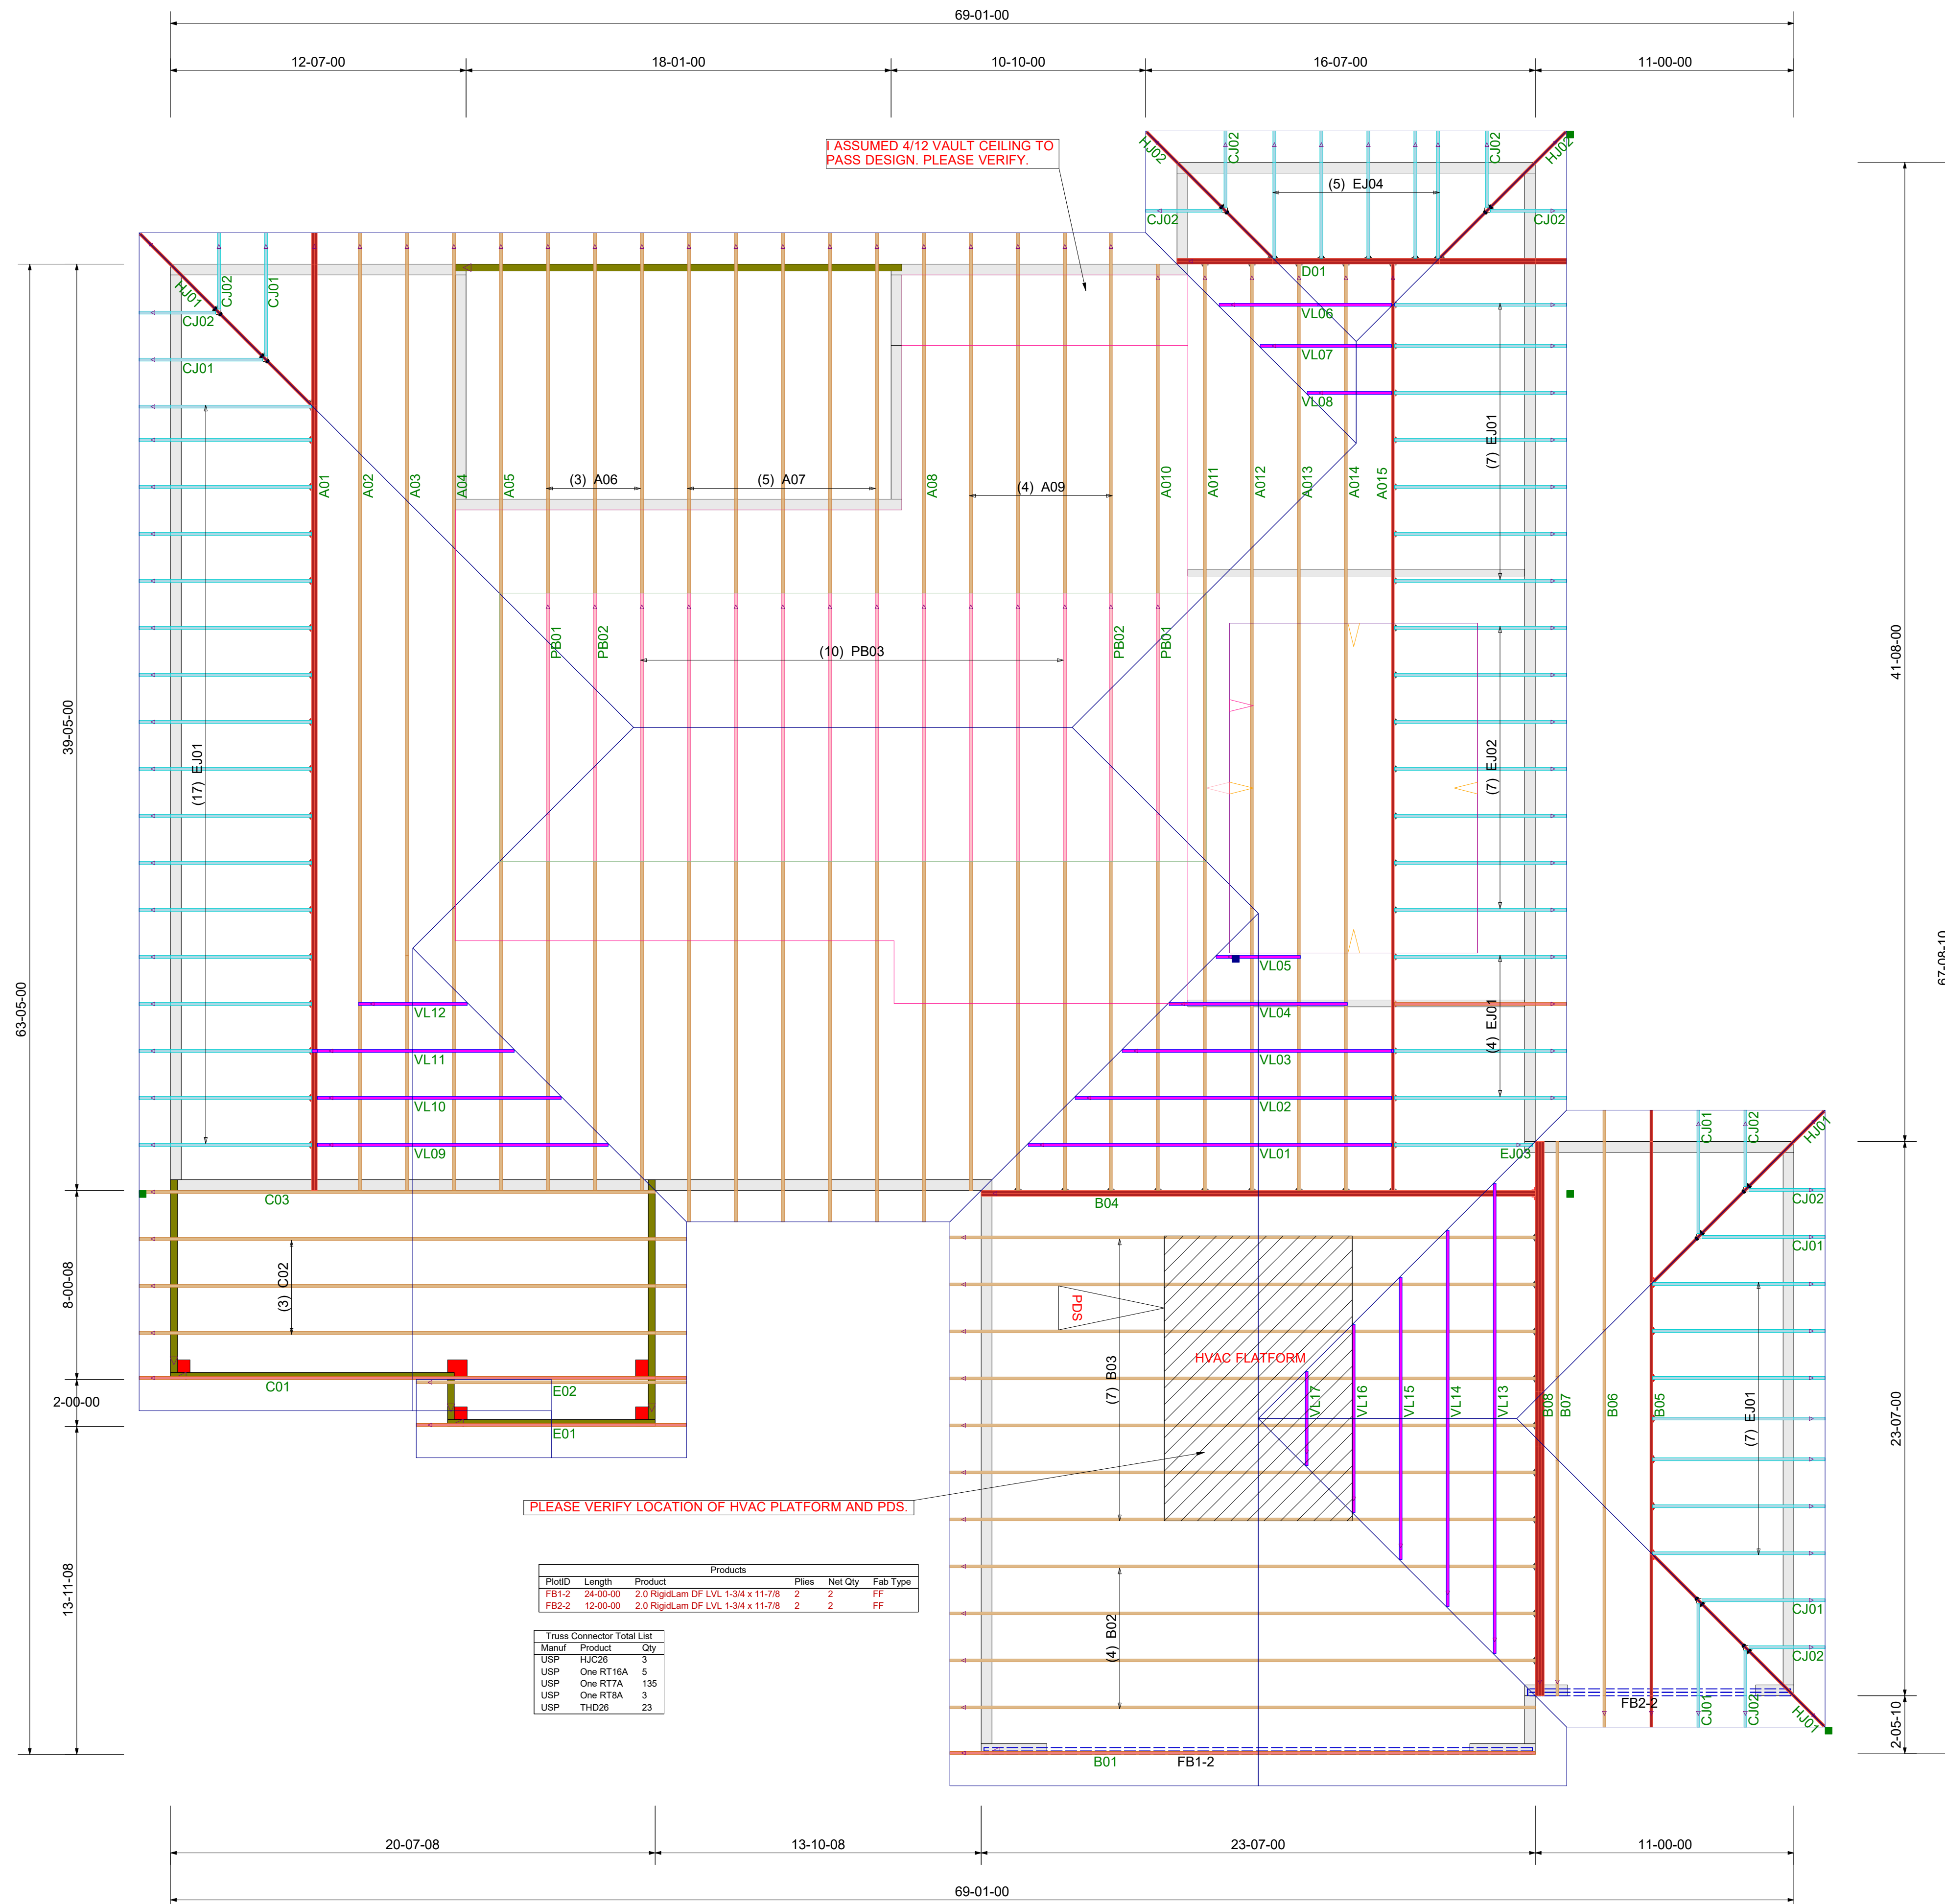 69-01-00
12-07-00
18-01-00
10-10-00
16-07-00
11-00-00
I ASSUMED 4/12 VAULT CEILING TO
PASS DESIGN. PLEASE VERIFY.
HJ02
CJ02
CJ02
HJ02
(5) EJ04
CJ02
CJ02
D01
HJ01
CJ02
CJ01
CJ02
CJ01
VL06
VL07
VL08
(7) EJ01
A01
A02
A03
A04
A05
(3) A06
(5) A07
A08
(4) A09
A010
A011
A012
A013
A014
A015
PB01
PB02
(10) PB03
PB02
PB01
41-08-00
39-05-00
(17) EJ01
(7) EJ02
67-08-10
63-05-00
VL05
VL12
VL04
(4) EJ01
VL11
VL03
VL10
VL02
VL09
VL01
EJ03
CJ01
CJ02
HJ01
C03
B04
CJ02
CJ01
8-00-08
(3) C02
PDS
HVAC FLATFORM
(7) B03
VL17
VL16
VL15
VL14
VL13
B08
B07
B06
B05
(7) EJ01
23-07-00
C01
E02
2-00-00
E01
PLEASE VERIFY LOCATION OF HVAC PLATFORM AND PDS.
13-11-08
Products
PlotID Length Product Plies Net Qty Fab Type
FB1-2 24-00-00 2.0 RigidLam DF LVL 1-3/4 x 11-7/8 2 2 FF
FB2-2 12-00-00 2.0 RigidLam DF LVL 1-3/4 x 11-7/8 2 2 FF
Truss Connector Total List
Manuf Product Qty
USP HJC26 3
USP One RT16A 5
USP One RT7A 135
USP One RT8A 3
USP THD26 23
(4) B02
CJ01
CJ02
FB2-2
CJ01
CJ02
HJ01
2-05-10
B01
FB1-2
20-07-08
13-10-08
23-07-00
11-00-00
69-01-00